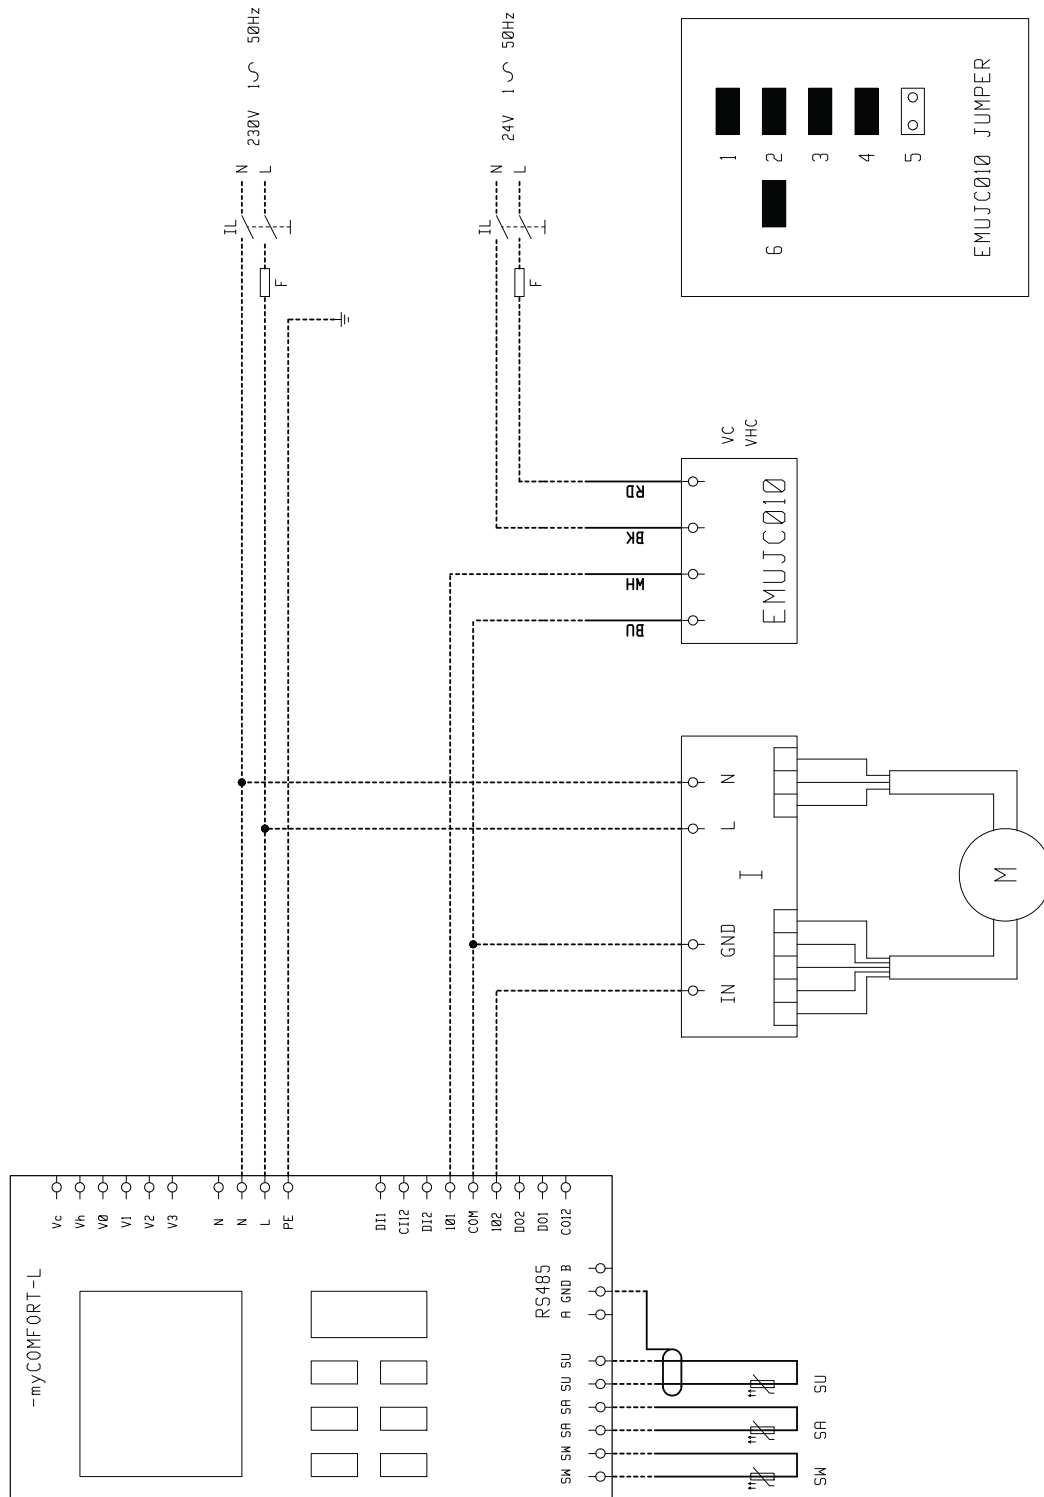 230V 1 50Hz
N
L
IL
F
24V 1 50Hz
N
L
IL
F
1
2
3
4
5
6
EMUJC010 JUMPER
VC
VHC
EMUJC010
RD
BK
WH
BU
N
L
I
GND
IN
M
-myCOMFORT-L
Vc
Vh
V0
V1
V2
V3
N
N
L
PE
DI1
CI12
DI2
101
COM
102
DO2
DO1
CO12
RS485
A GND B
SW SW SA SA SU SU
SU
SA
SW